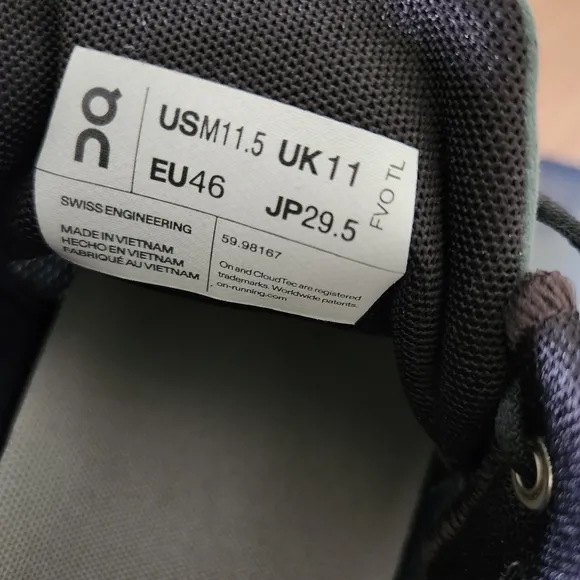 On
USM11.5 UK11
EU46 JP29.5
FVO TL
SWISS ENGINEERING
MADE IN VIETNAM
HECHO EN VIETNAM
FABRIQUÉ AU VIETNAM
59.98167
On and CloudTec are registered
trademarks. Worldwide patents.
on-running.com